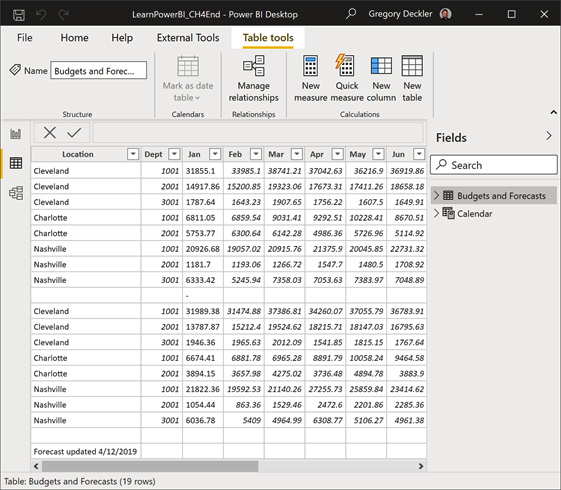 LearnPowerBI_CH4End - Power BI Desktop Gregory Deckler
File Home Help External Tools Table tools
Name Budgets and Forec...
Mark as date table Manage relationships New measure Quick measure New column New table
Structure Calendars Relationships Calculations
Fields
Search
Budgets and Forecasts
Calendar
Location Dept Jan Feb Mar Apr May Jun
Cleveland 1001 31855.1 33985.1 38741.21 37042.63 36216.9 36919.86
Cleveland 2001 14917.86 15200.85 19323.06 17673.31 17411.26 18658.18
Cleveland 3001 1787.64 1643.23 1907.65 1756.22 1607.5 1649.91
Charlotte 1001 6811.05 6859.54 9031.41 9292.51 10228.41 8670.51
Charlotte 2001 5753.77 6300.64 6142.28 4986.36 5726.96 5114.92
Nashville 1001 20926.68 19057.02 20915.76 21375.9 20045.85 22731.32
Nashville 2001 1181.7 1193.06 1266.72 1547.7 1480.5 1708.92
Nashville 3001 6333.42 5245.94 7358.03 7053.63 7383.97 7048.89
-
Cleveland 1001 31989.38 31474.88 37386.81 34260.07 37055.79 36783.91
Cleveland 2001 13787.87 15212.4 19524.62 18215.71 18147.03 16795.63
Cleveland 3001 1946.36 1965.63 2012.09 1541.85 1815.15 1767.64
Charlotte 1001 6674.41 6881.78 6965.28 8891.79 10058.24 9464.58
Charlotte 2001 3894.15 3657.98 4275.02 3736.48 4894.78 3883.9
Nashville 1001 21822.36 19592.53 21140.26 27255.73 25859.84 23414.62
Nashville 2001 1054.44 863.36 1529.46 2472.6 2201.86 2285.36
Nashville 3001 6036.78 5409 4964.99 6308.77 5106.27 4961.38
Forecast updated 4/12/2019
Table: Budgets and Forecasts (19 rows)